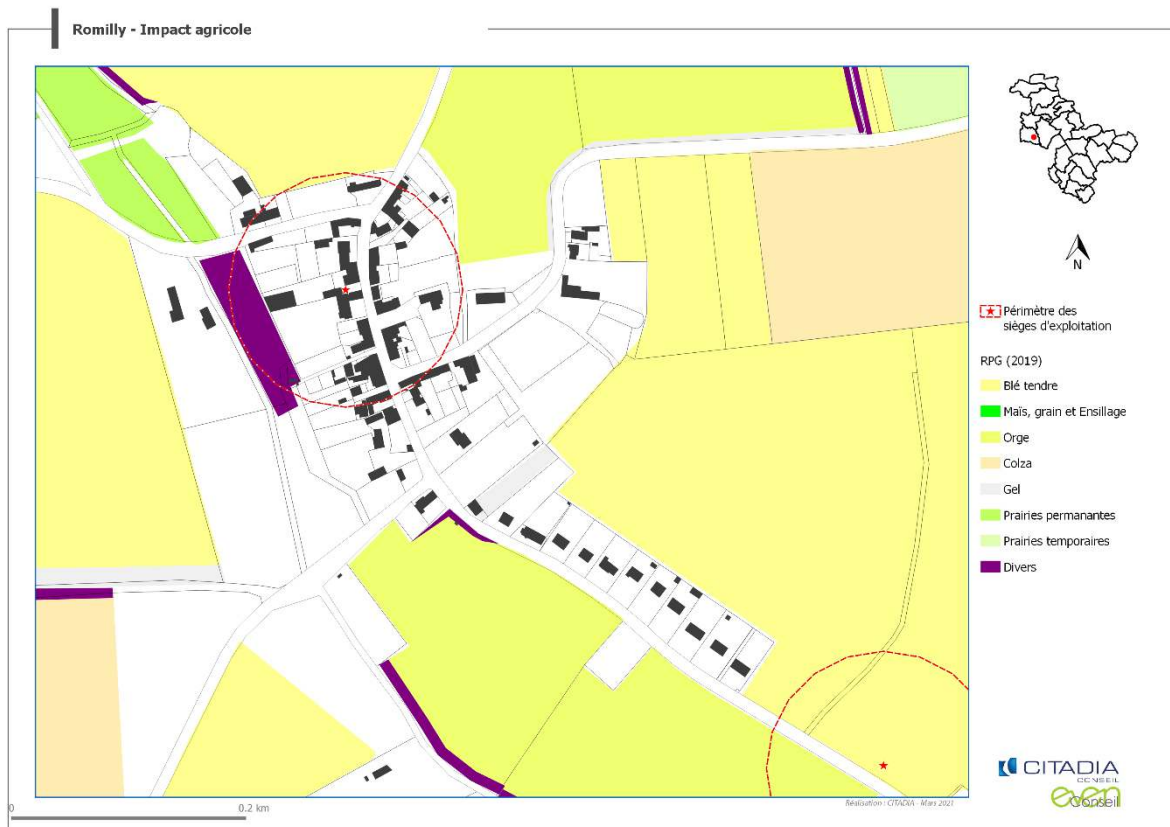 Romilly - Impact agricole
N
Périmètre des
sièges d'exploitation
RPG (2019)
Blé tendre
Maïs, grain et Ensillage
Orge
Colza
Gel
Prairies permanantes
Prairies temporaires
Divers
CITADIA
CONSEIL
even
Conseil
Réalisation : CITADIA - Mars 2021
0 0.2 km